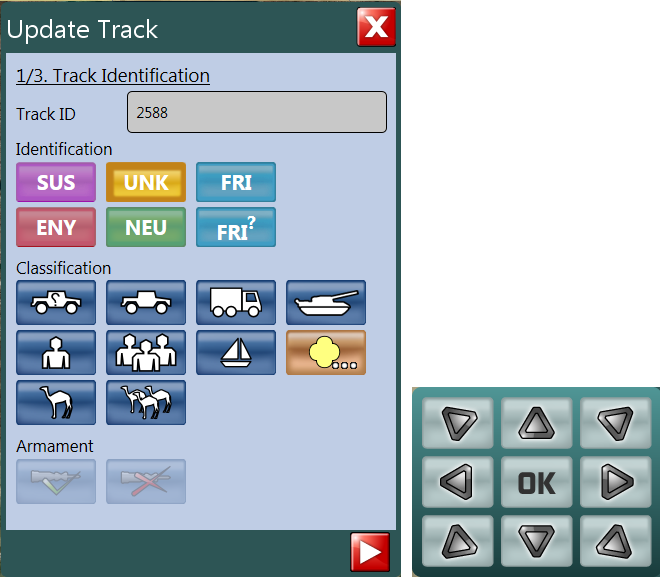 Update Track
1/3. Track Identification
Track ID 2588
Identification
SUS UNK FRI
ENY NEU FRI?
Classification
?
Armament
OK